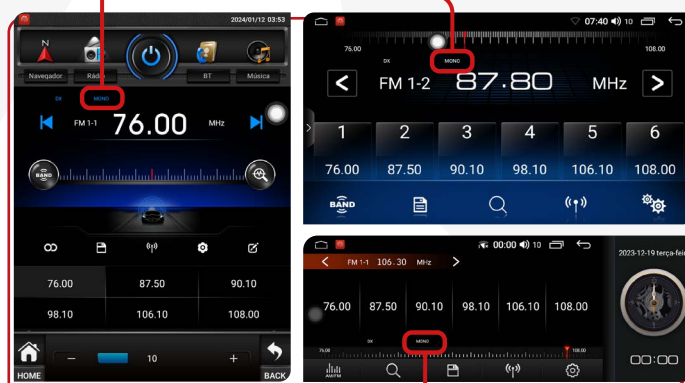 2024/01/12 03:53
N
Navegador
Rádio
BT
Música
DX
MONO
FM 1-1
76.00
MHz
BAND
76.00
87.50
90.10
98.10
106.10
108.00
HOME
10
BACK
07:40
10
76.00
108.00
DX
MONO
FM 1-2
87.80
MHz
1
2
3
4
5
6
76.00
87.50
90.10
98.10
106.10
108.00
BAND
00:00
10
FM 1-1 106.30 MHz
76.00
87.50
90.10
98.10
106.10
108.00
DX
MONO
76.00
108.00
AM/FM
2023-12-19 terça-feir
00:00